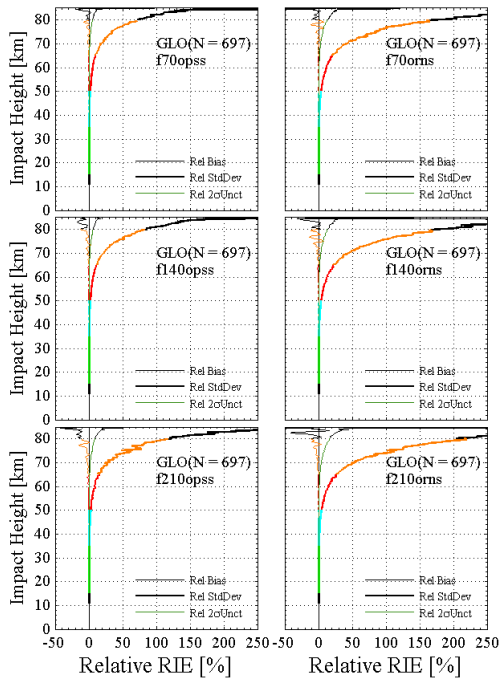 Impact Height [km]
80
70
60
50
40
30
20
10
0
GLO(N = 697)
f70opss
Rel Bias
Rel StdDev
Rel 2σUnct
GLO(N = 697)
f70orns
Rel Bias
Rel StdDev
Rel 2σUnct
Impact Height [km]
80
70
60
50
40
30
20
10
0
GLO(N = 697)
f140opss
Rel Bias
Rel StdDev
Rel 2σUnct
GLO(N = 697)
f140orns
Rel Bias
Rel StdDev
Rel 2σUnct
Impact Height [km]
80
70
60
50
40
30
20
10
0
GLO(N = 697)
f210opss
Rel Bias
Rel StdDev
Rel 2σUnct
GLO(N = 697)
f210orns
Rel Bias
Rel StdDev
Rel 2σUnct
-50 0 50 100 150 200 250
-50 0 50 100 150 200 250
Relative RIE [%]
Relative RIE [%]